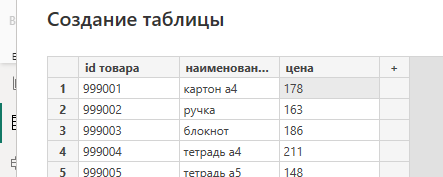 Создание таблицы
id товара наименован... цена +
1 999001 картон а4 178
2 999002 ручка 163
3 999003 блокнот 186
4 999004 тетрадь а4 211
5 999005 тетрадь а5 148